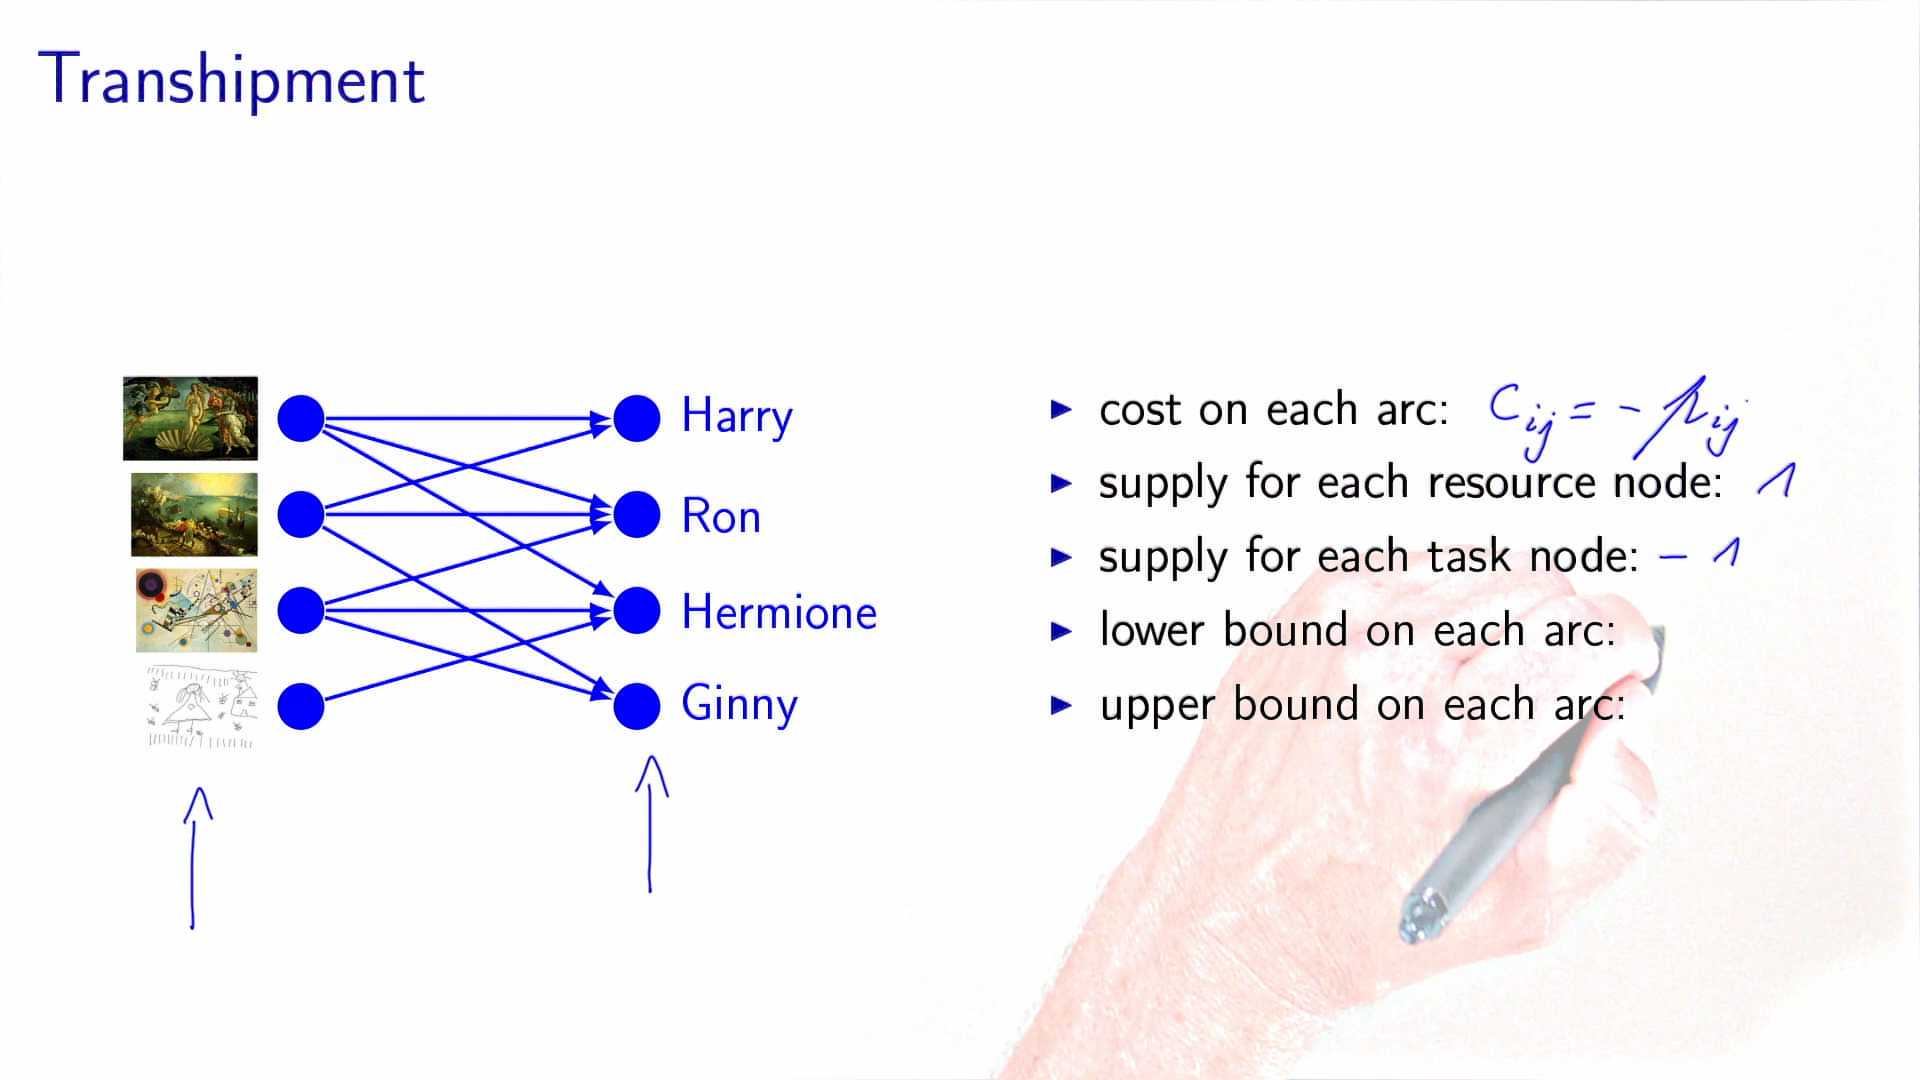 Transhipment
Harry
Ron
Hermione
Ginny
cost on each arc: c_ij = - p_ij
supply for each resource node: 1
supply for each task node: - 1
lower bound on each arc:
upper bound on each arc: